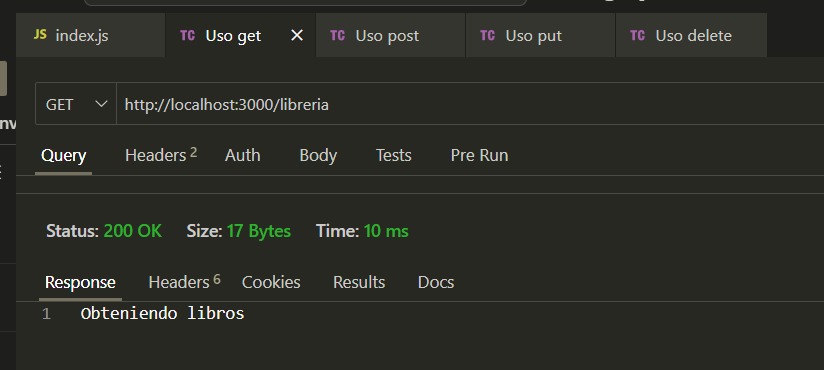 JS index.js TC Uso get × TC Uso post TC Uso put TC Uso delete
GET http://localhost:3000/libreria
nv
Query Headers 2 Auth Body Tests Pre Run
Status: 200 OK Size: 17 Bytes Time: 10 ms
Response Headers 6 Cookies Results Docs
1 Obteniendo libros